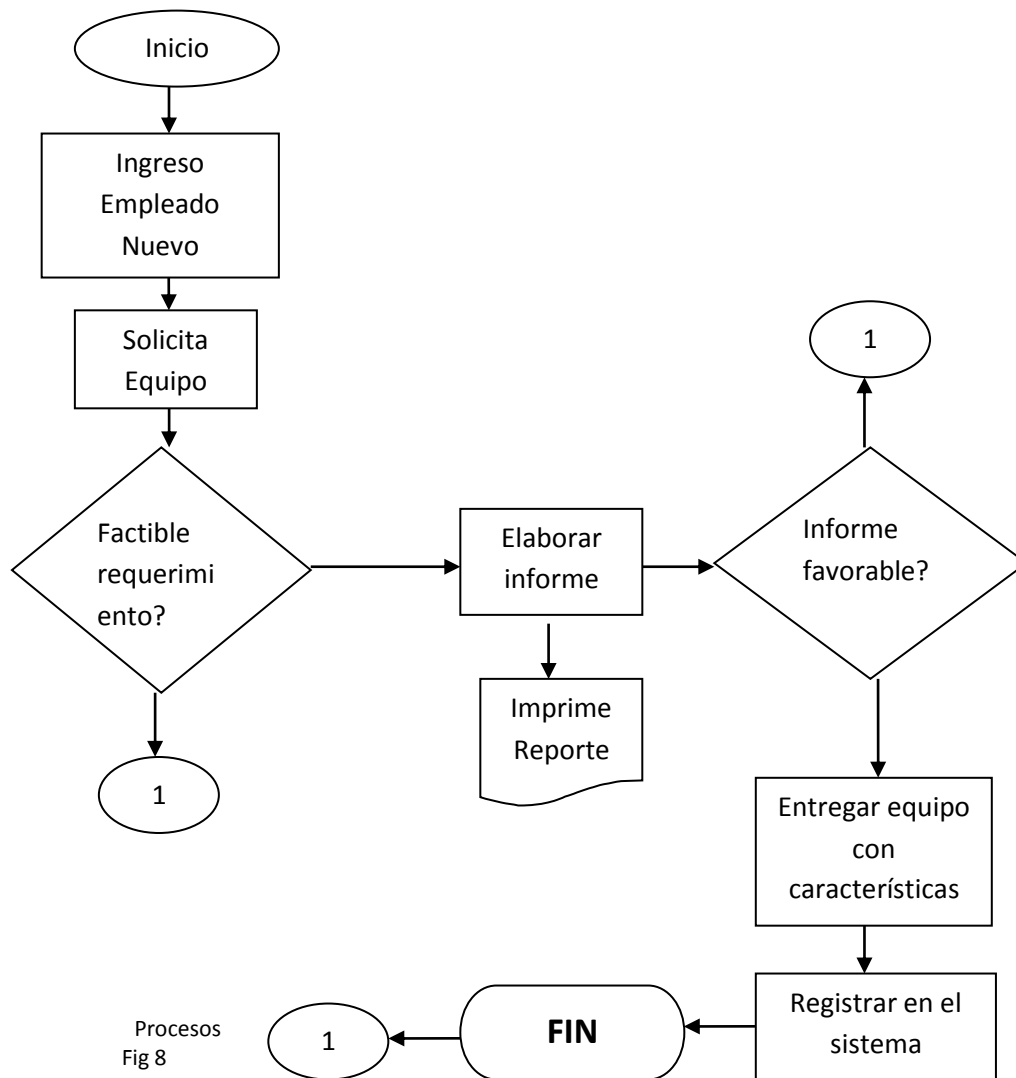 Inicio
Ingreso
Empleado
Nuevo
Solicita
Equipo
1
Factible
requerimi
ento?
Elaborar
informe
Informe
favorable?
Imprime
Reporte
1
Entregar equipo
con
características
Registrar en el
sistema
FIN
1
Procesos
Fig 8